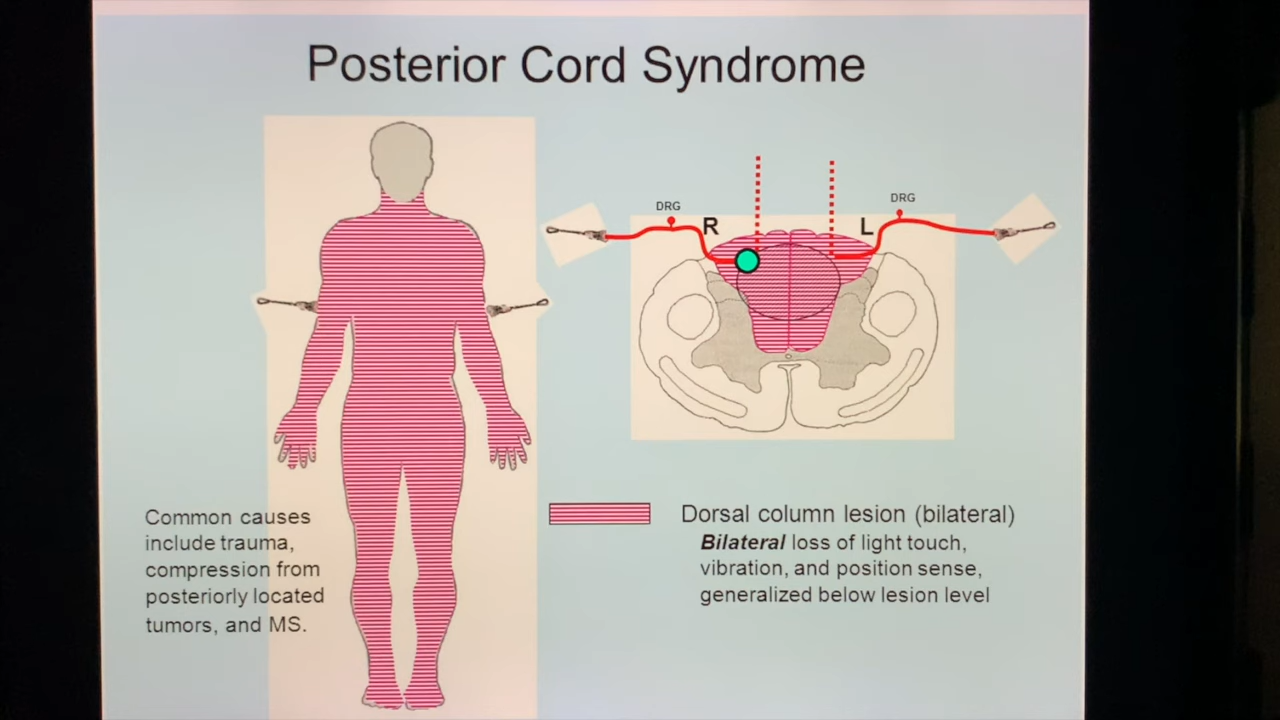 Posterior Cord Syndrome
DRG
DRG
R
L
Common causes
include trauma,
compression from
posteriorly located
tumors, and MS.
Dorsal column lesion (bilateral)
Bilateral loss of light touch,
vibration, and position sense,
generalized below lesion level